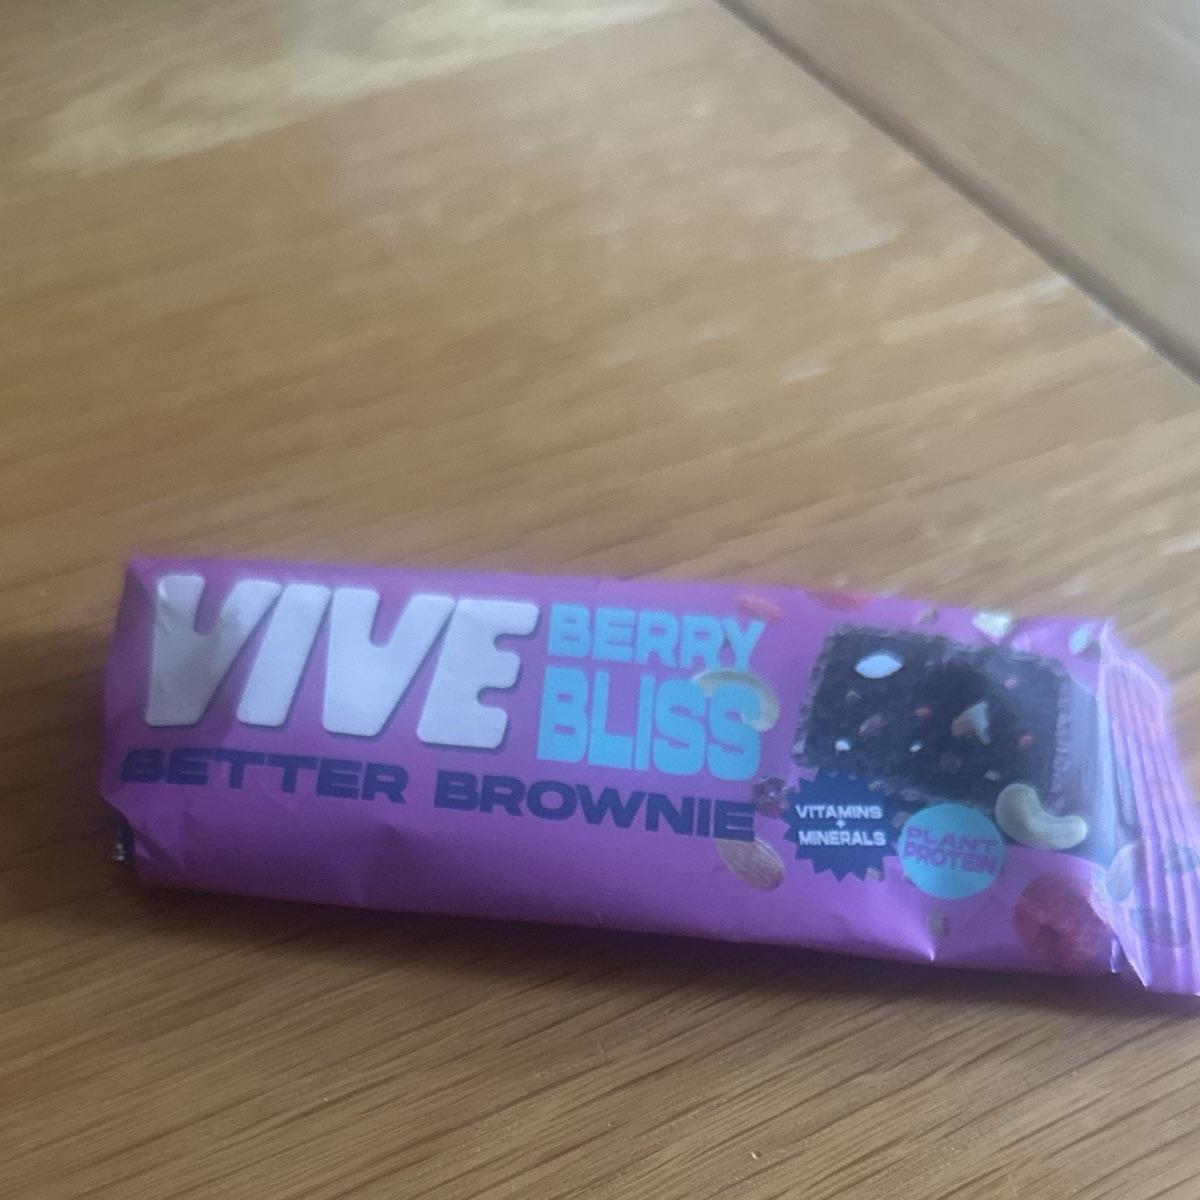 VIVE
BERRY
BLISS
BETTER BROWNIE
VITAMINS
+
MINERALS
PLANT
PROTEIN